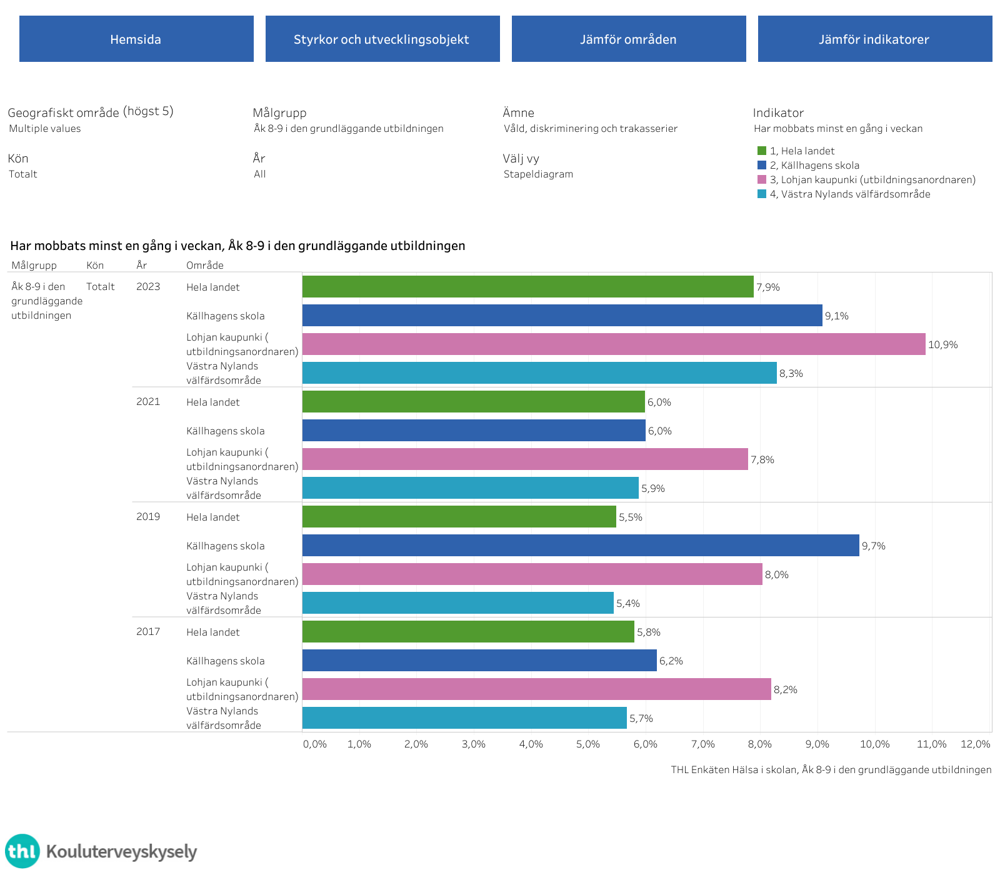 Hemsida
Styrkor och utvecklingsobjekt
Jämför områden
Jämför indikatorer
Geografiskt område (högst 5)
Multiple values
Målgrupp
Åk 8-9 i den grundläggande utbildningen
Ämne
Våld, diskriminering och trakasserier
Indikator
Har mobbats minst en gång i veckan
Kön
Totalt
År
All
Välj vy
Stapeldiagram
1, Hela landet
2, Källhagens skola
3, Lohjan kaupunki (utbildningsanordnaren)
4, Västra Nylands välfärdsområde
Har mobbats minst en gång i veckan, Åk 8-9 i den grundläggande utbildningen
Målgrupp
Kön
År
Område
Åk 8-9 i den
grundläggande
utbildningen
Totalt
2023
Hela landet
7,9%
Källhagens skola
9,1%
Lohjan kaupunki (
utbildningsanordnaren)
10,9%
Västra Nylands
välfärdsområde
8,3%
2021
Hela landet
6,0%
Källhagens skola
6,0%
Lohjan kaupunki (
utbildningsanordnaren)
7,8%
Västra Nylands
välfärdsområde
5,9%
2019
Hela landet
5,5%
Källhagens skola
9,7%
Lohjan kaupunki (
utbildningsanordnaren)
8,0%
Västra Nylands
välfärdsområde
5,4%
2017
Hela landet
5,8%
Källhagens skola
6,2%
Lohjan kaupunki (
utbildningsanordnaren)
8,2%
Västra Nylands
välfärdsområde
5,7%
0,0% 1,0% 2,0% 3,0% 4,0% 5,0% 6,0% 7,0% 8,0% 9,0% 10,0% 11,0% 12,0%
THL Enkäten Hälsa i skolan, Åk 8-9 i den grundläggande utbildningen
thl Kouluterveyskysely